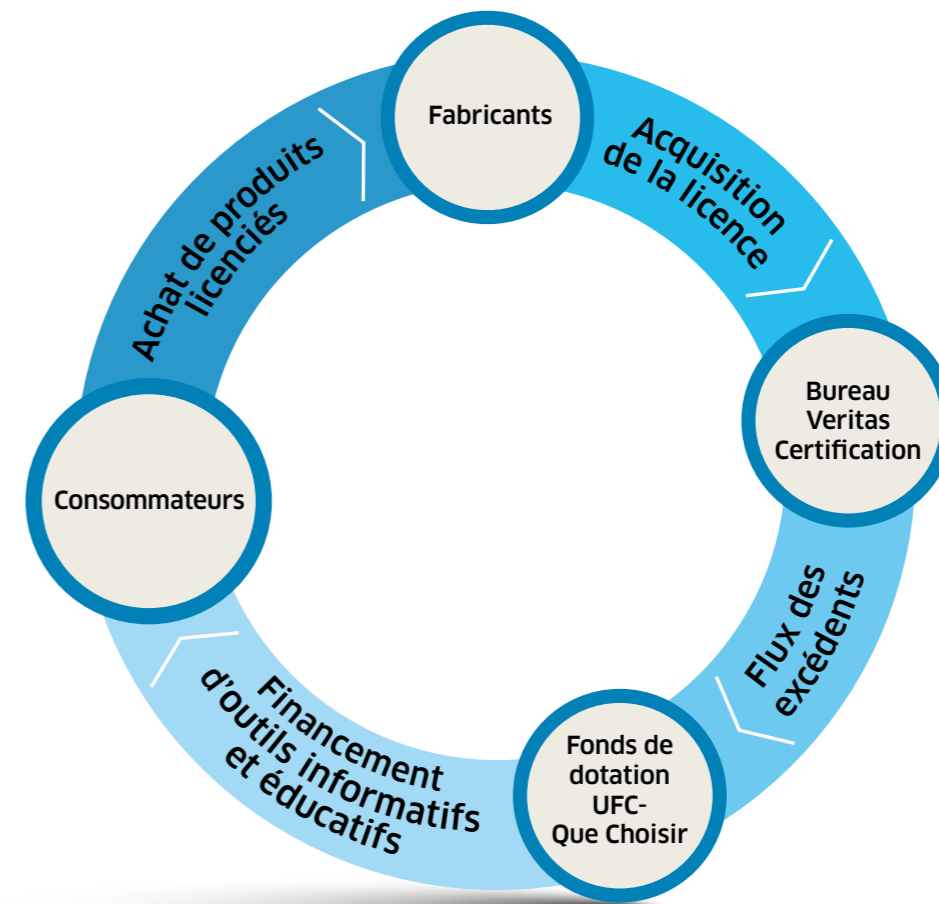 Fabricants
Acquisition
de la licence
Bureau
Veritas
Certification
Flux des
excédents
Fonds de
dotation
UFC-
Que Choisir
Financement
d'outils informatifs
et éducatifs
Consommateurs
Achat de produits
licenciés